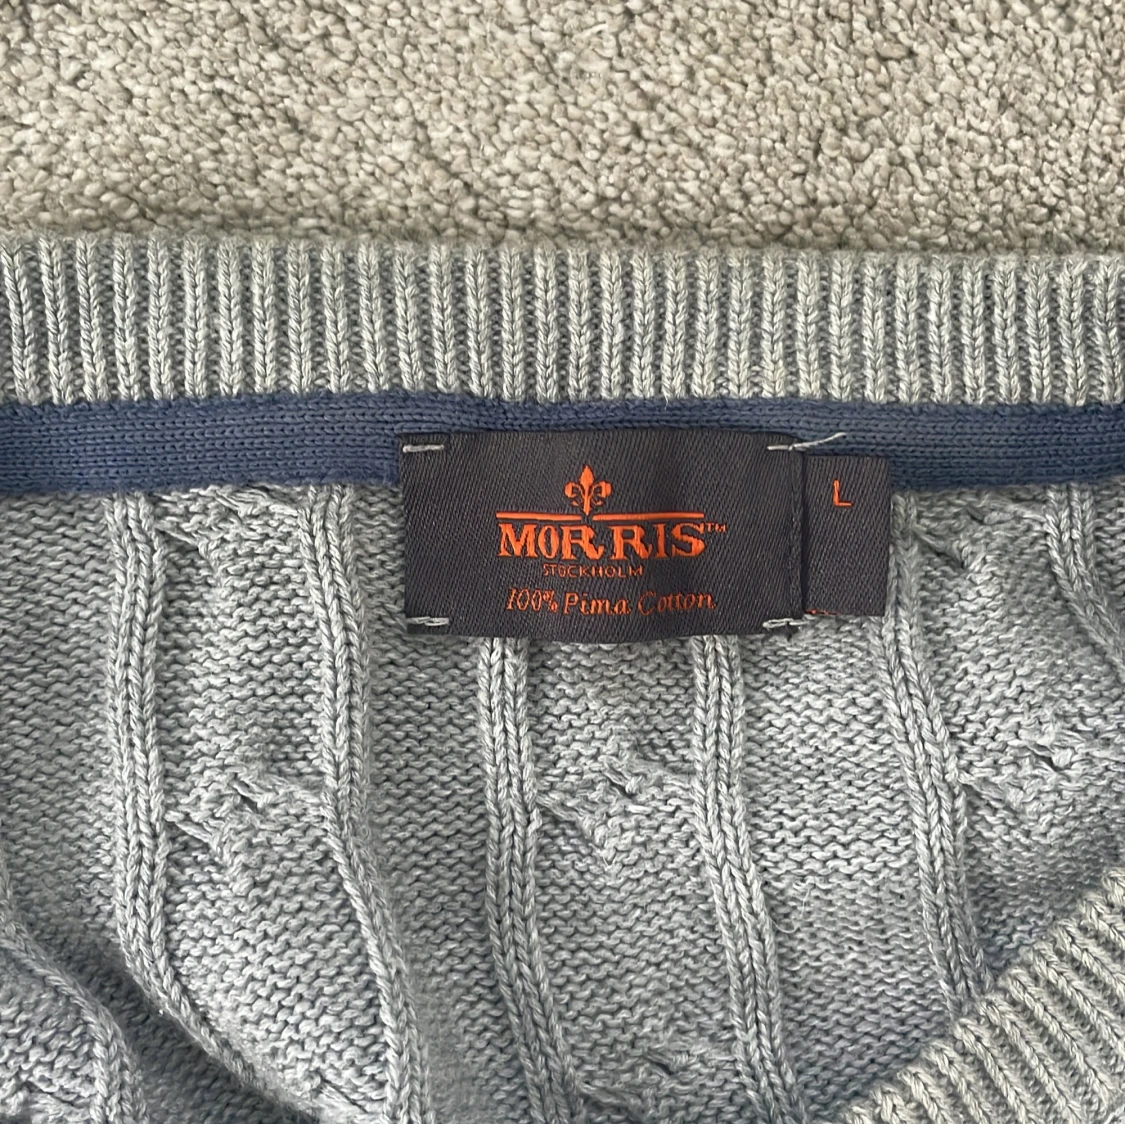 MORRIS™
STOCKHOLM
100% Pima Cotton
L